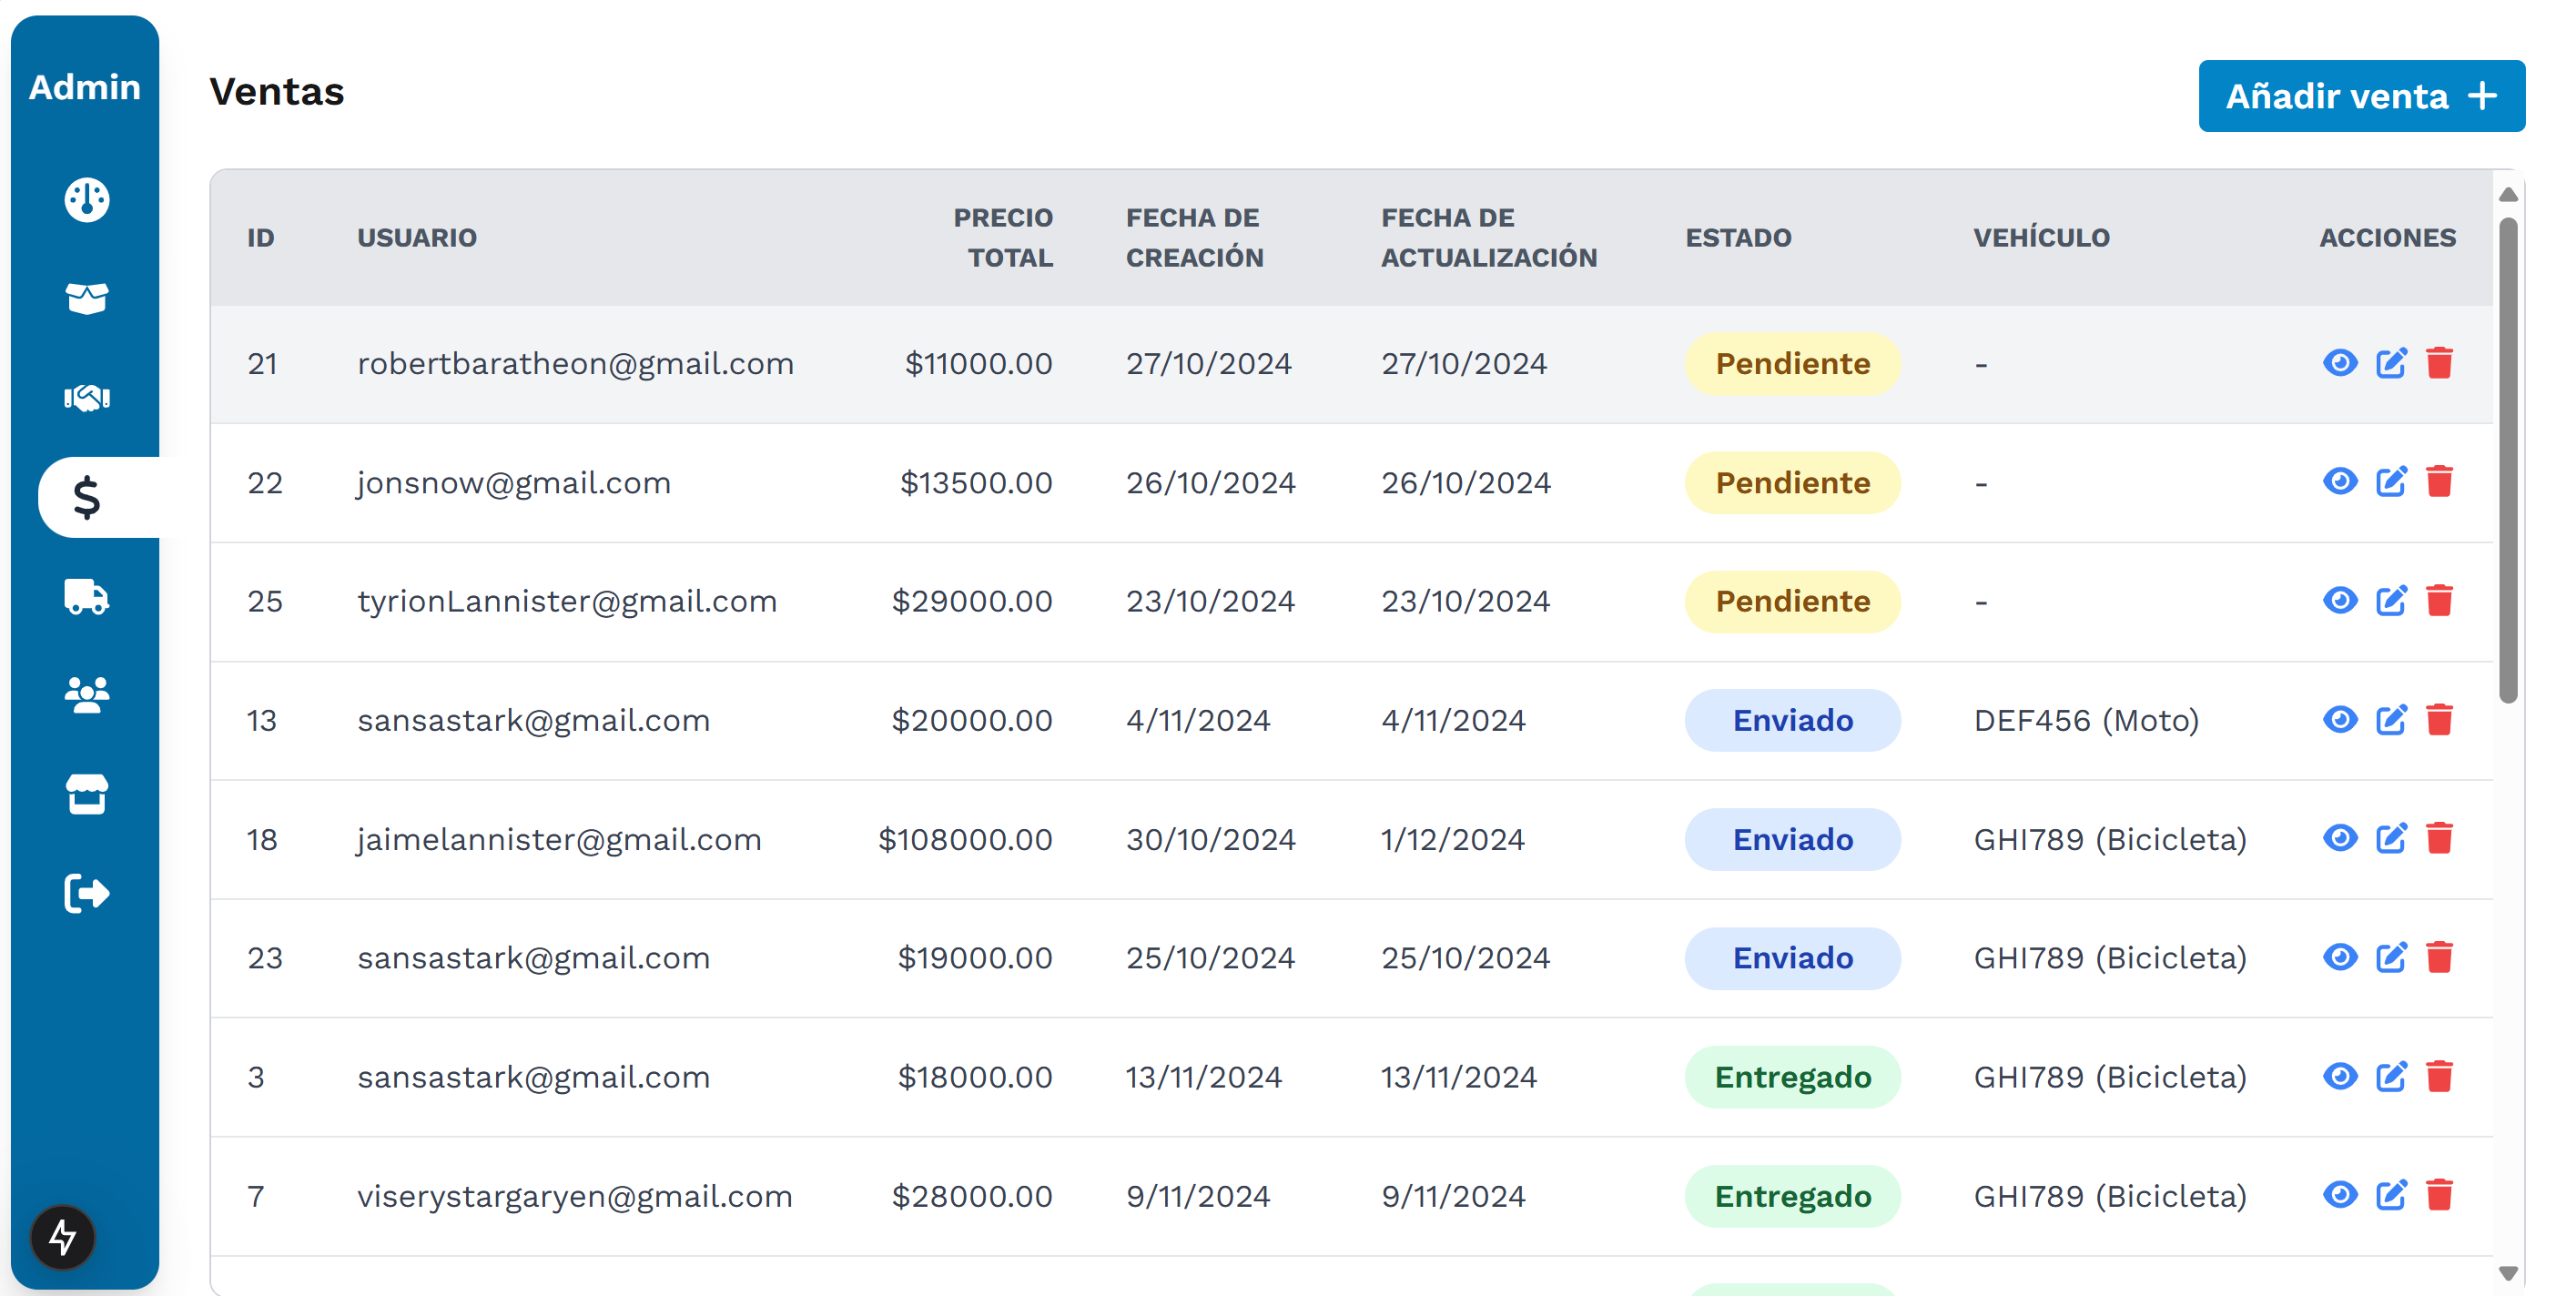 Admin
Ventas
Añadir venta +
ID USUARIO PRECIO TOTAL FECHA DE CREACIÓN FECHA DE ACTUALIZACIÓN ESTADO VEHÍCULO ACCIONES
21 robertbaratheon@gmail.com $11000.00 27/10/2024 27/10/2024 Pendiente -
22 jonsnow@gmail.com $13500.00 26/10/2024 26/10/2024 Pendiente -
25 tyrionLannister@gmail.com $29000.00 23/10/2024 23/10/2024 Pendiente -
13 sansastark@gmail.com $20000.00 4/11/2024 4/11/2024 Enviado DEF456 (Moto)
18 jaimelannister@gmail.com $108000.00 30/10/2024 1/12/2024 Enviado GHI789 (Bicicleta)
23 sansastark@gmail.com $19000.00 25/10/2024 25/10/2024 Enviado GHI789 (Bicicleta)
3 sansastark@gmail.com $18000.00 13/11/2024 13/11/2024 Entregado GHI789 (Bicicleta)
7 viserystargaryen@gmail.com $28000.00 9/11/2024 9/11/2024 Entregado GHI789 (Bicicleta)